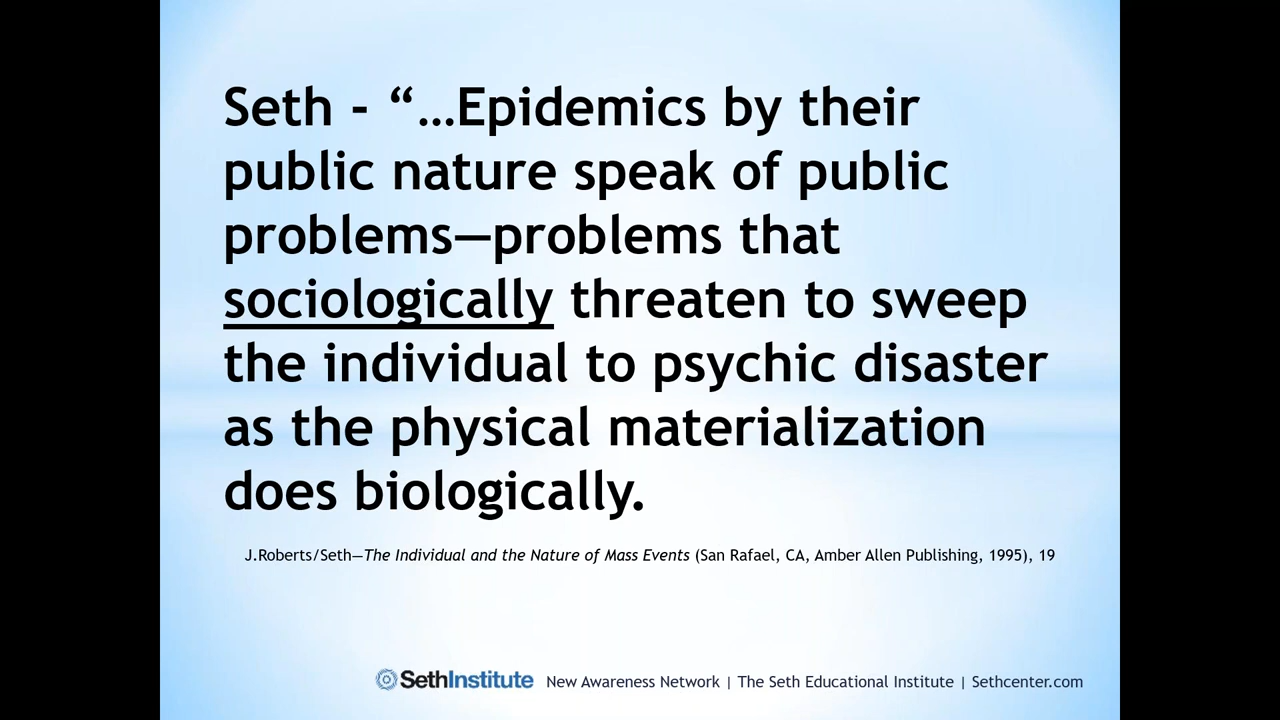 Seth - “…Epidemics by their
public nature speak of public
problems—problems that
sociologically threaten to sweep
the individual to psychic disaster
as the physical materialization
does biologically.
J.Roberts/Seth—The Individual and the Nature of Mass Events (San Rafael, CA, Amber Allen Publishing, 1995), 19
SethInstitute New Awareness Network | The Seth Educational Institute | Sethcenter.com